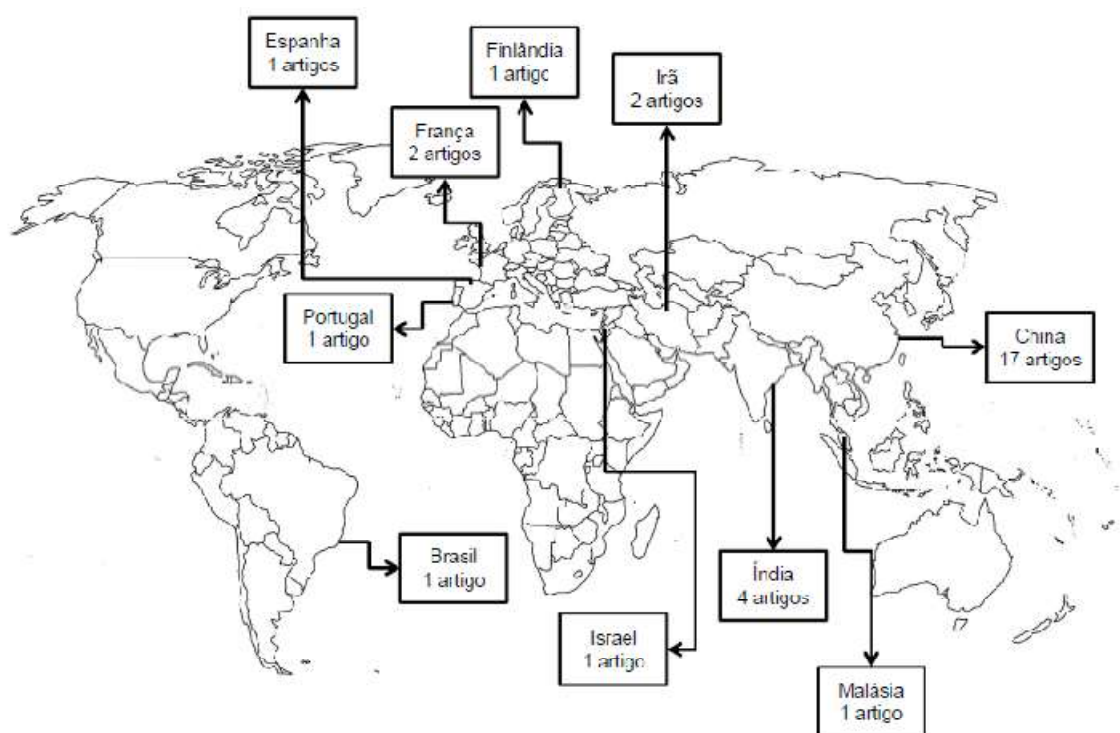 Espanha
1 artigos
Finlândia
1 artigo
Irã
2 artigos
França
2 artigos
Portugal
1 artigo
China
17 artigos
Brasil
1 artigo
Índia
4 artigos
Israel
1 artigo
Malásia
1 artigo